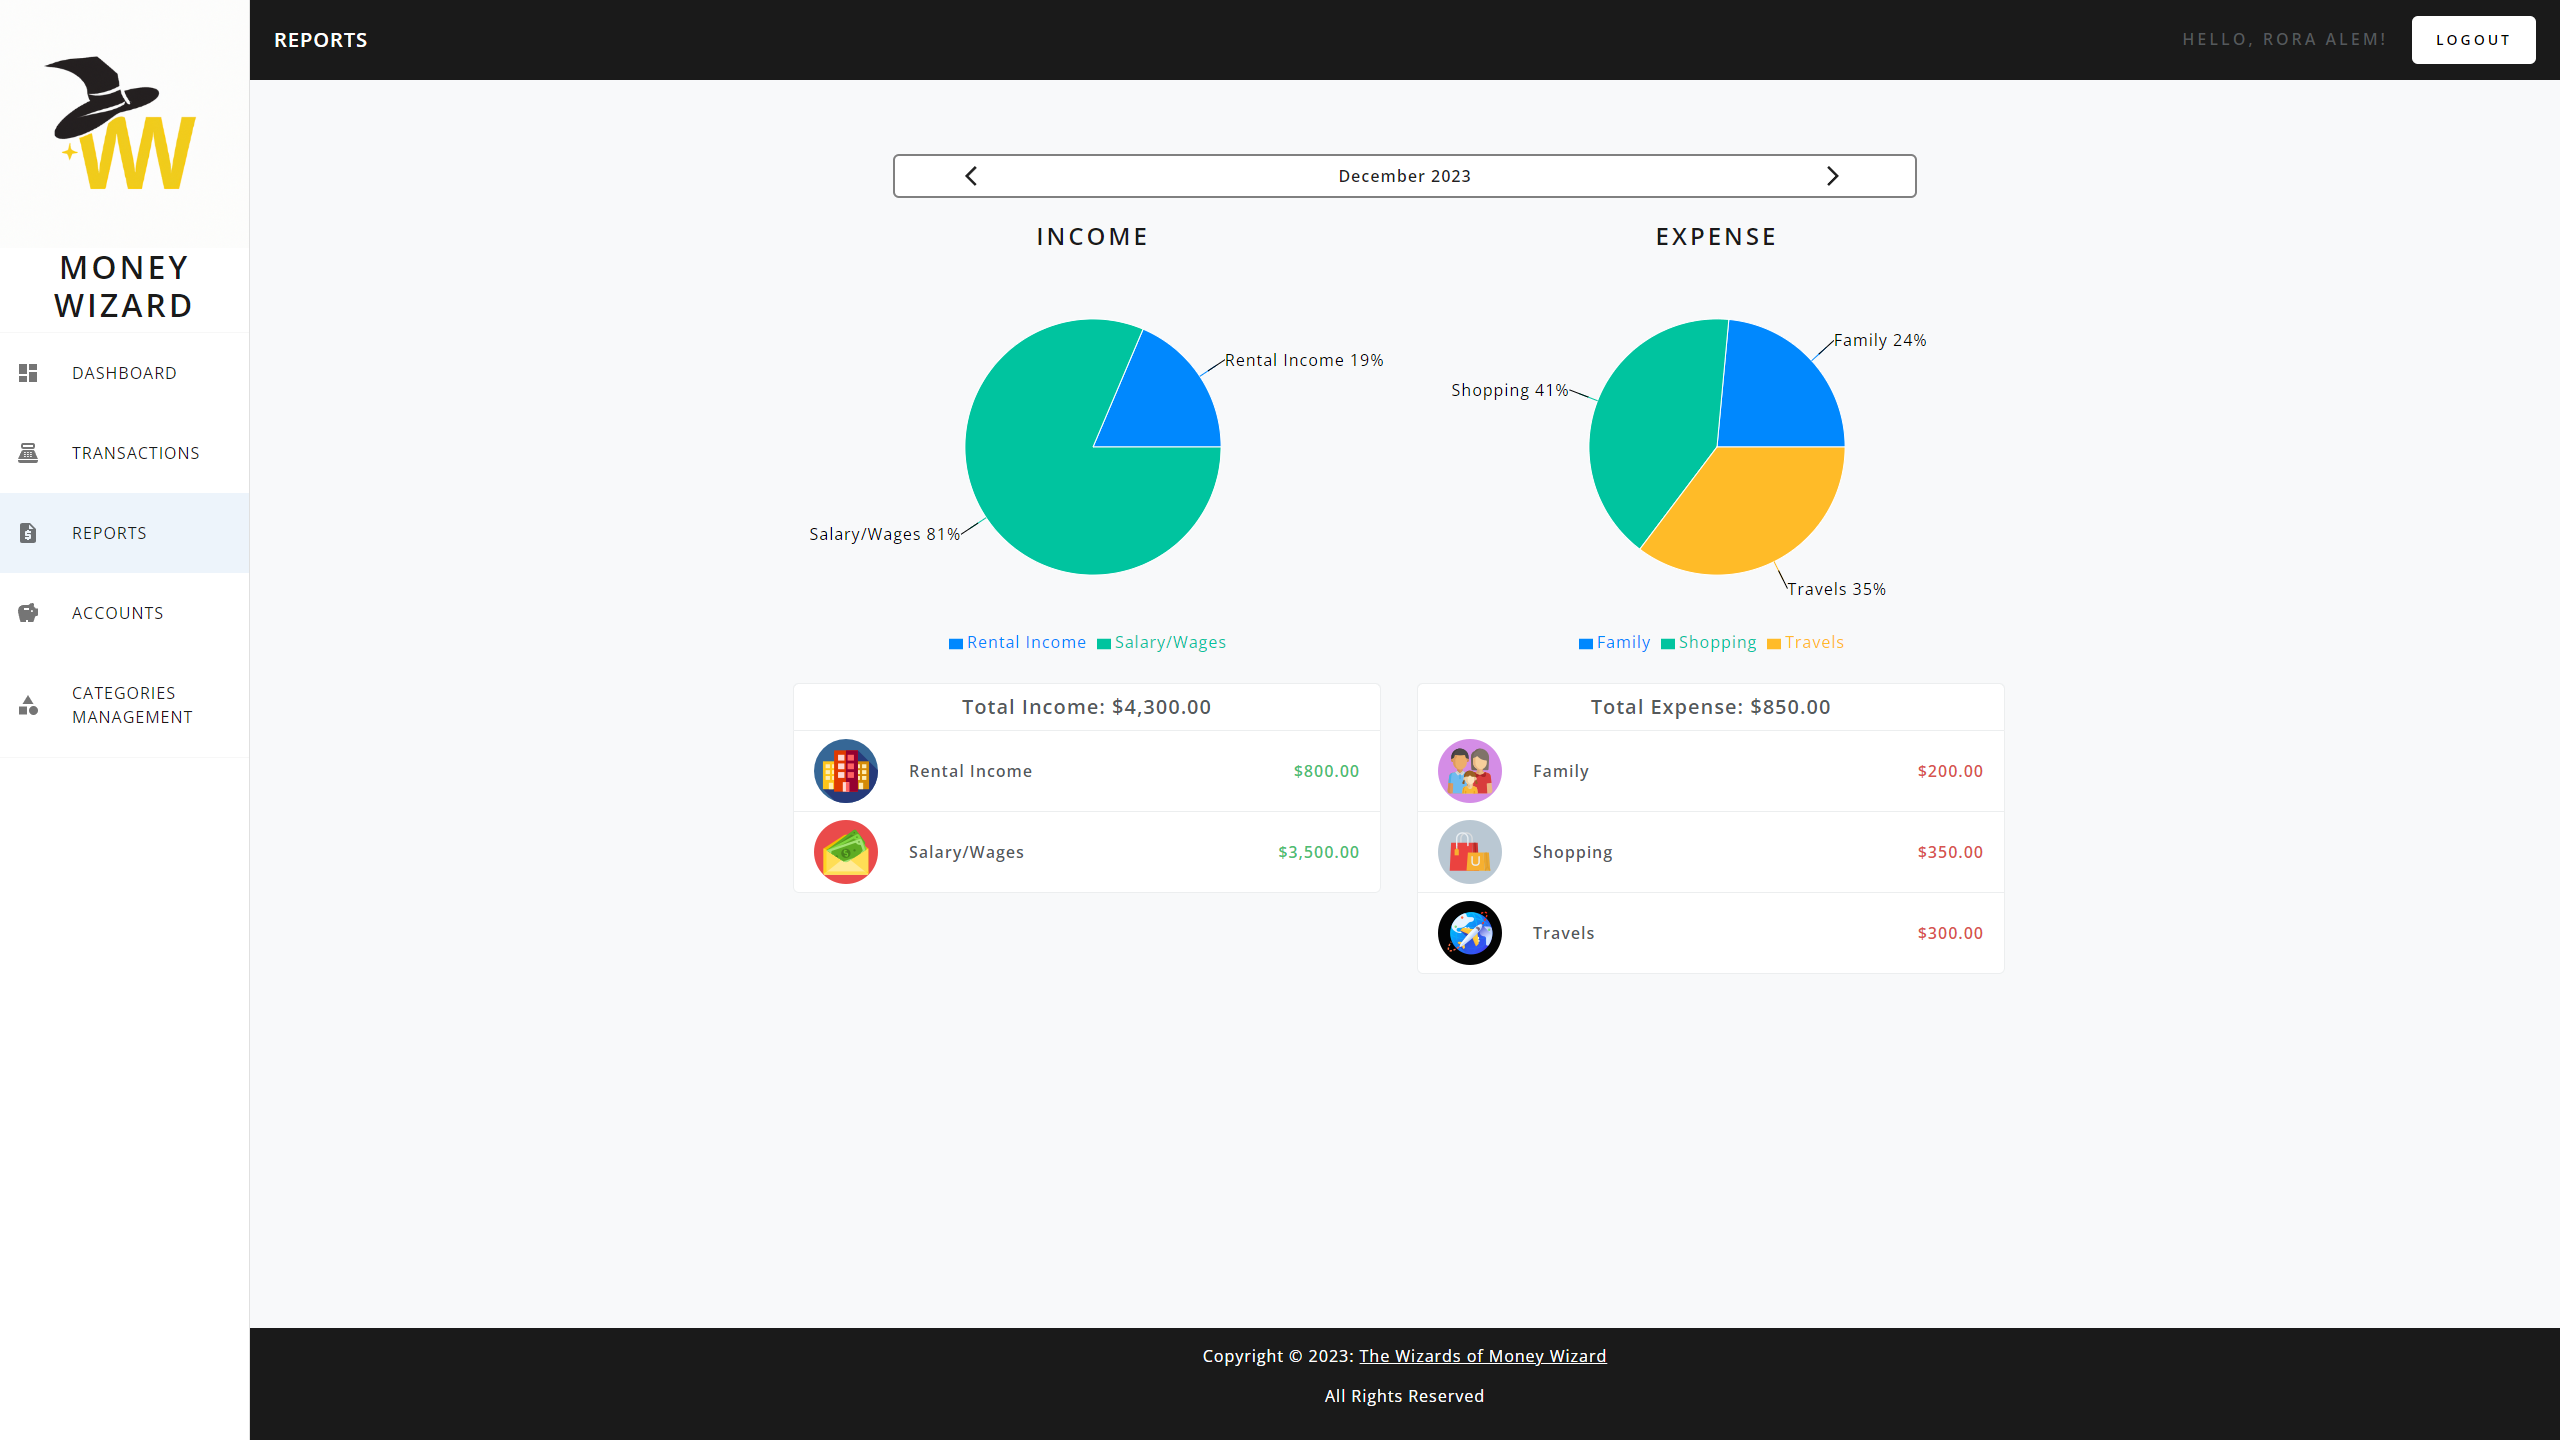 REPORTS
HELLO, RORA ALEM!
LOGOUT
W
MONEY
WIZARD
DASHBOARD
TRANSACTIONS
REPORTS
ACCOUNTS
CATEGORIES
MANAGEMENT
December 2023
INCOME
Rental Income 19%
Salary/Wages 81%
Rental Income Salary/Wages
Total Income: $4,300.00
Rental Income $800.00
Salary/Wages $3,500.00
EXPENSE
Family 24%
Shopping 41%
Travels 35%
Family Shopping Travels
Total Expense: $850.00
Family $200.00
Shopping $350.00
Travels $300.00
Copyright © 2023: The Wizards of Money Wizard
All Rights Reserved